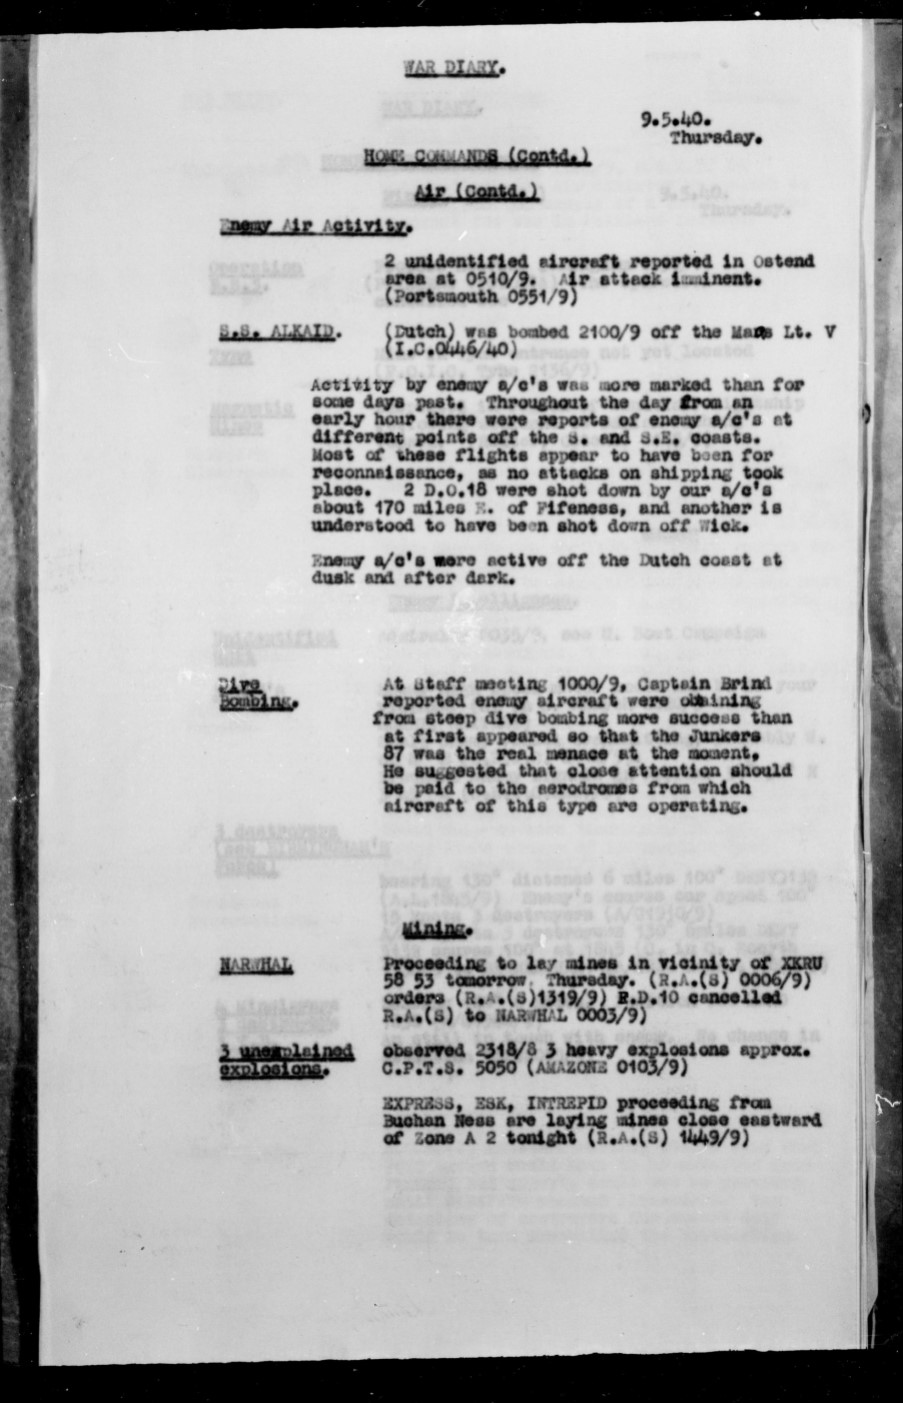 WAR DIARY.
9.5.40.
Thursday.
HOME COMMANDS (Contd.)
Air (Contd.)
Enemy Air Activity.
2 unidentified aircraft reported in Ostend
area at 0510/9. Air attack imminent.
(Portsmouth 0551/9)
S.S. ALKAID. (Dutch) was bombed 2100/9 off the Maas Lt. V
(I.C.0446/40)
Activity by enemy a/c's was more marked than for
some days past. Throughout the day from an
early hour there were reports of enemy a/c's at
different points off the S. and S.E. coasts.
Most of these flights appear to have been for
reconnaissance, as no attacks on shipping took
place. 2 D.O.18 were shot down by our a/c's
about 170 miles E. of Fifeness, and another is
understood to have been shot down off Wick.
Enemy a/c's were active off the Dutch coast at
dusk and after dark.
Dive Bombing. At Staff meeting 1000/9, Captain Brind
reported enemy aircraft were obtaining
from steep dive bombing more success than
at first appeared so that the Junkers
87 was the real menace at the moment.
He suggested that close attention should
be paid to the aerodromes from which
aircraft of this type are operating.
Mining.
NARWHAL Proceeding to lay mines in vicinity of XKRU
58 53 tomorrow, Thursday. (R.A.(S) 0006/9)
orders (R.A.(S)1319/9) R.D.10 cancelled
R.A.(S) to NARWHAL 0003/9)
3 unexplained observed 2318/8 3 heavy explosions approx.
explosions. C.P.T.S. 5050 (AMAZONE 0103/9)
EXPRESS, ESK, INTREPID proceeding from
Buchan Ness are laying mines close eastward
of Zone A 2 tonight (R.A.(S) 1449/9)